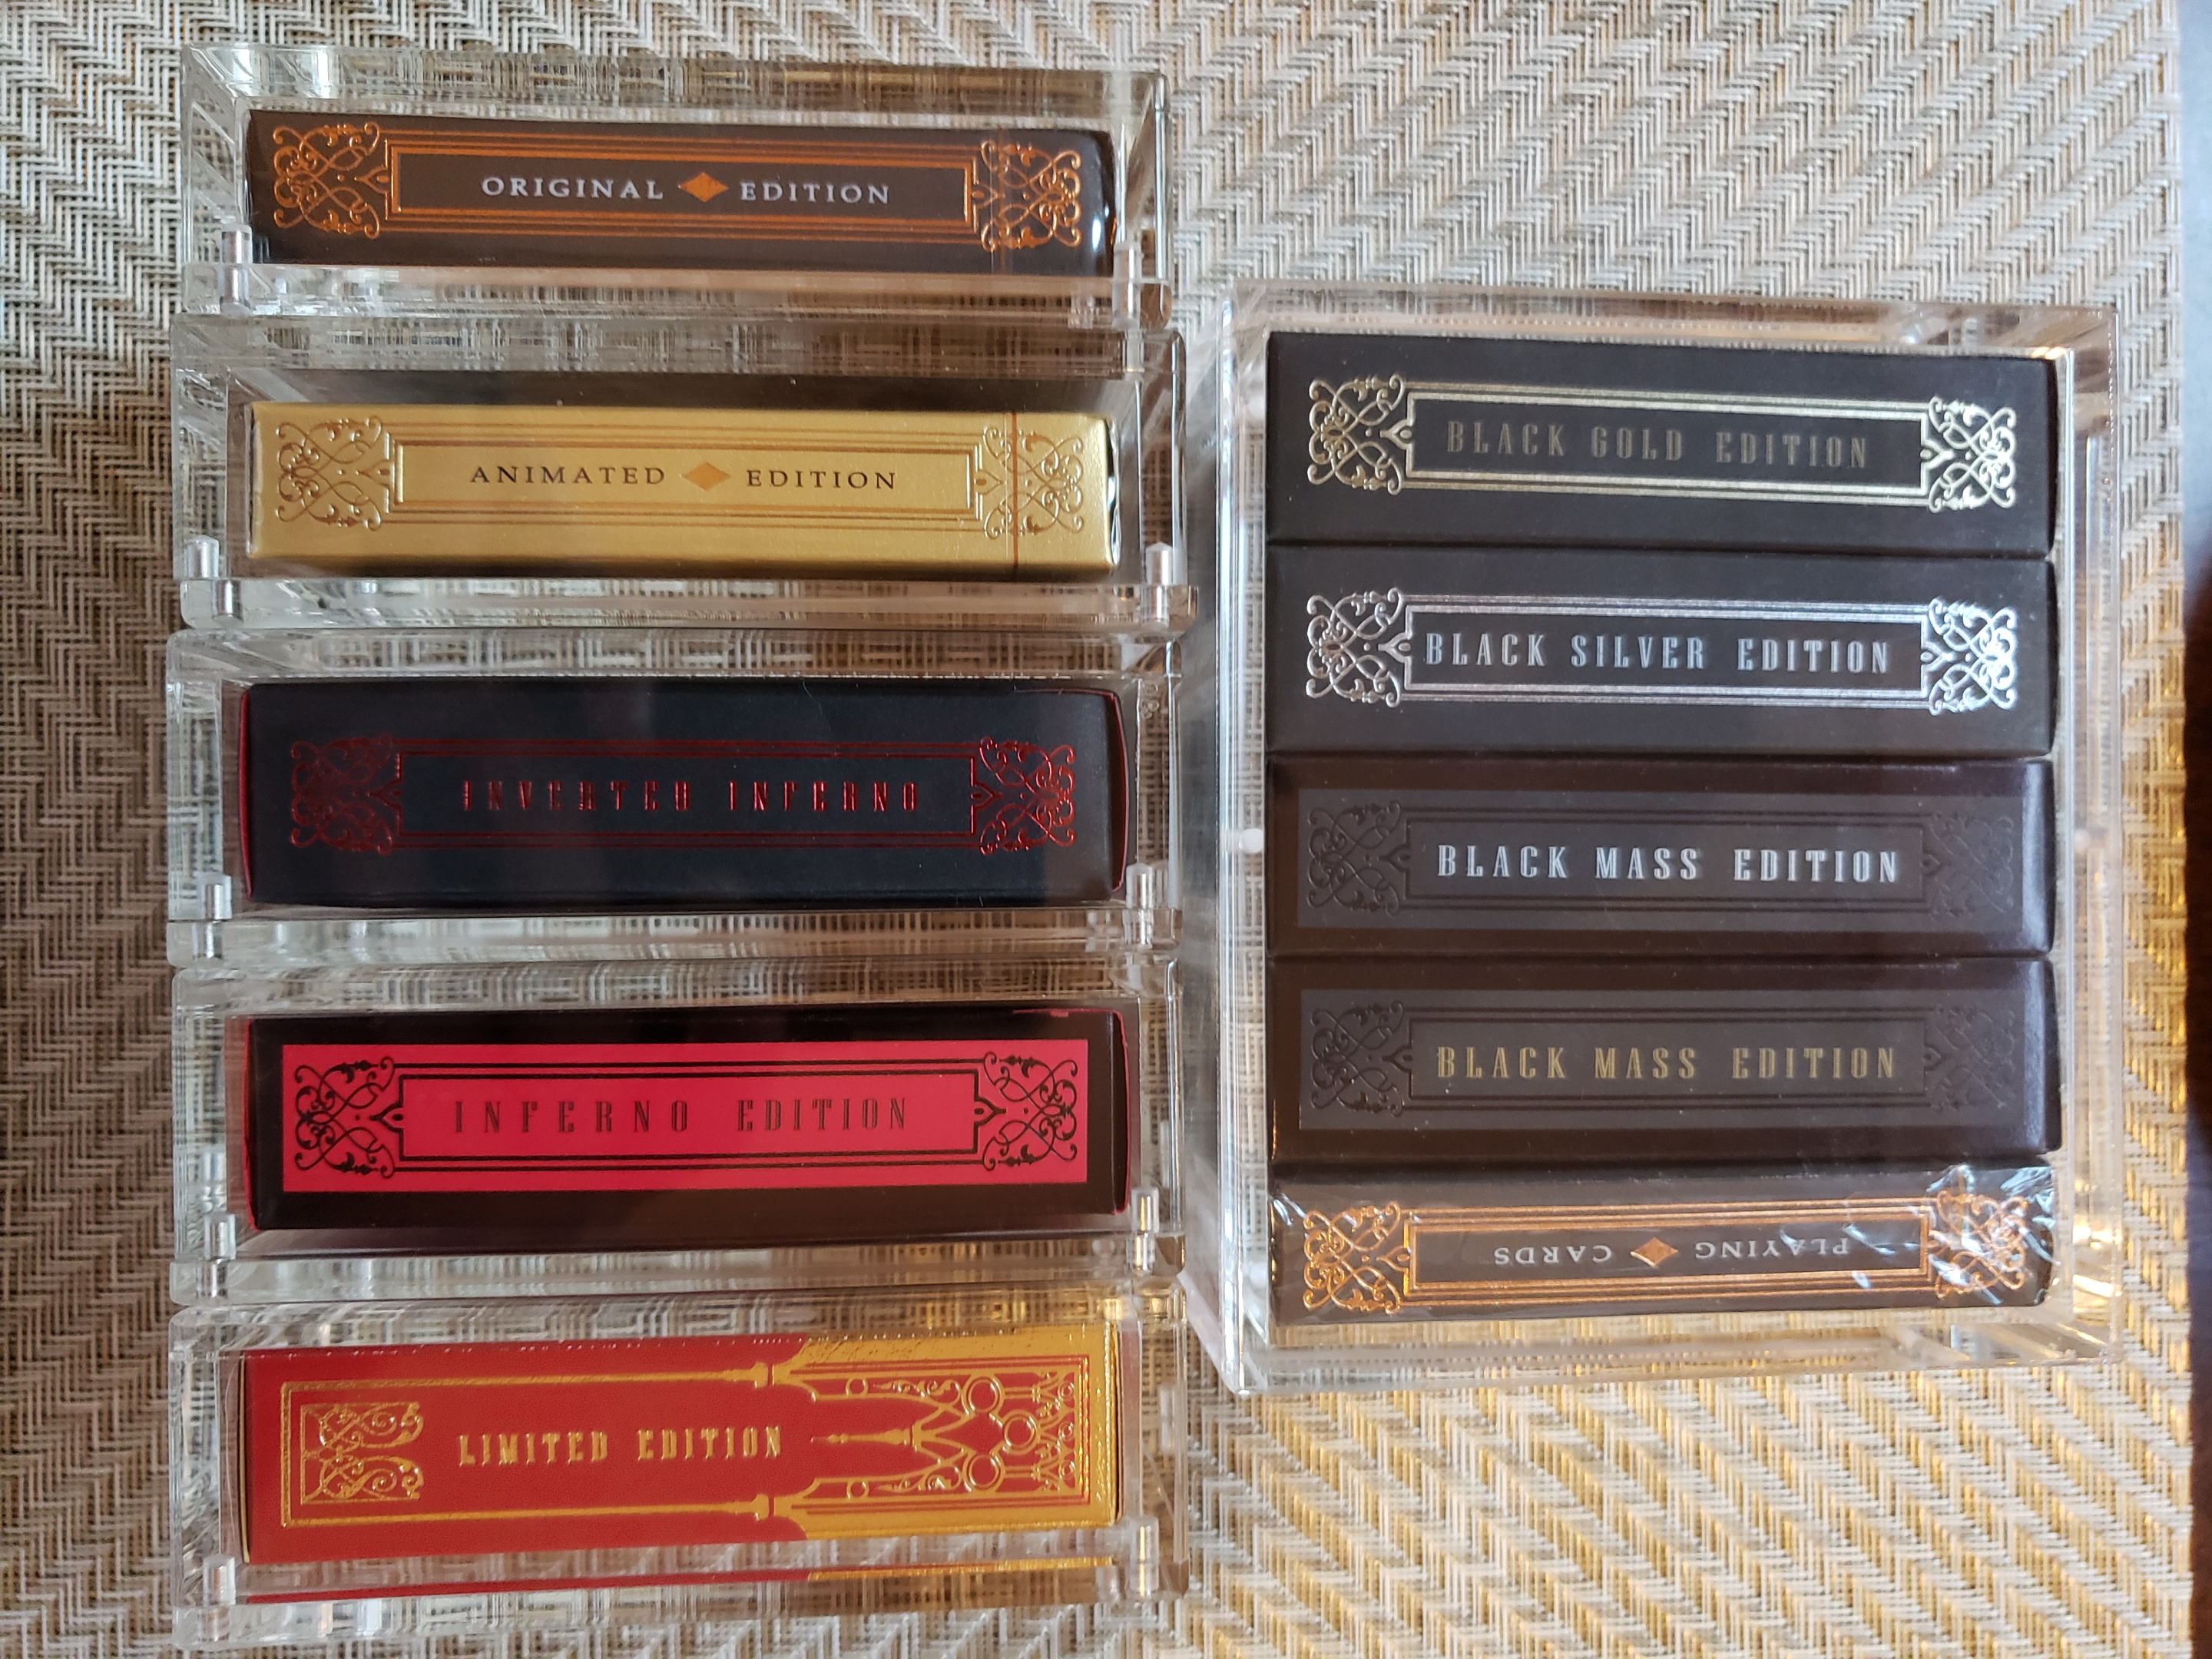 ORIGINAL EDITION
ANIMATED EDITION
INVERTED INFERNO
INFERNO EDITION
LIMITED EDITION
BLACK GOLD EDITION
BLACK SILVER EDITION
BLACK MASS EDITION
BLACK MASS EDITION
PLAYING CARDS